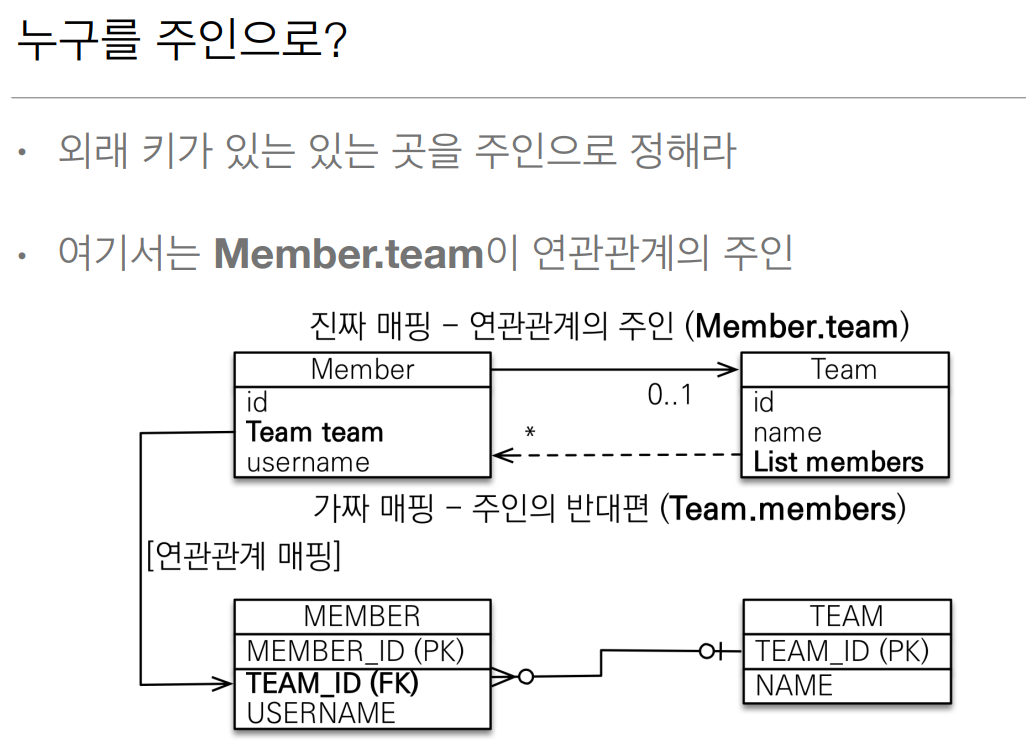 누구를 주인으로?
• 외래 키가 있는 있는 곳을 주인으로 정해라
• 여기서는 Member.team이 연관관계의 주인
진짜 매핑 – 연관관계의 주인 (Member.team)
Member
id
Team team
username
0..1
*
Team
id
name
List members
가짜 매핑 – 주인의 반대편 (Team.members)
[연관관계 매핑]
MEMBER
MEMBER_ID (PK)
TEAM_ID (FK)
USERNAME
TEAM
TEAM_ID (PK)
NAME